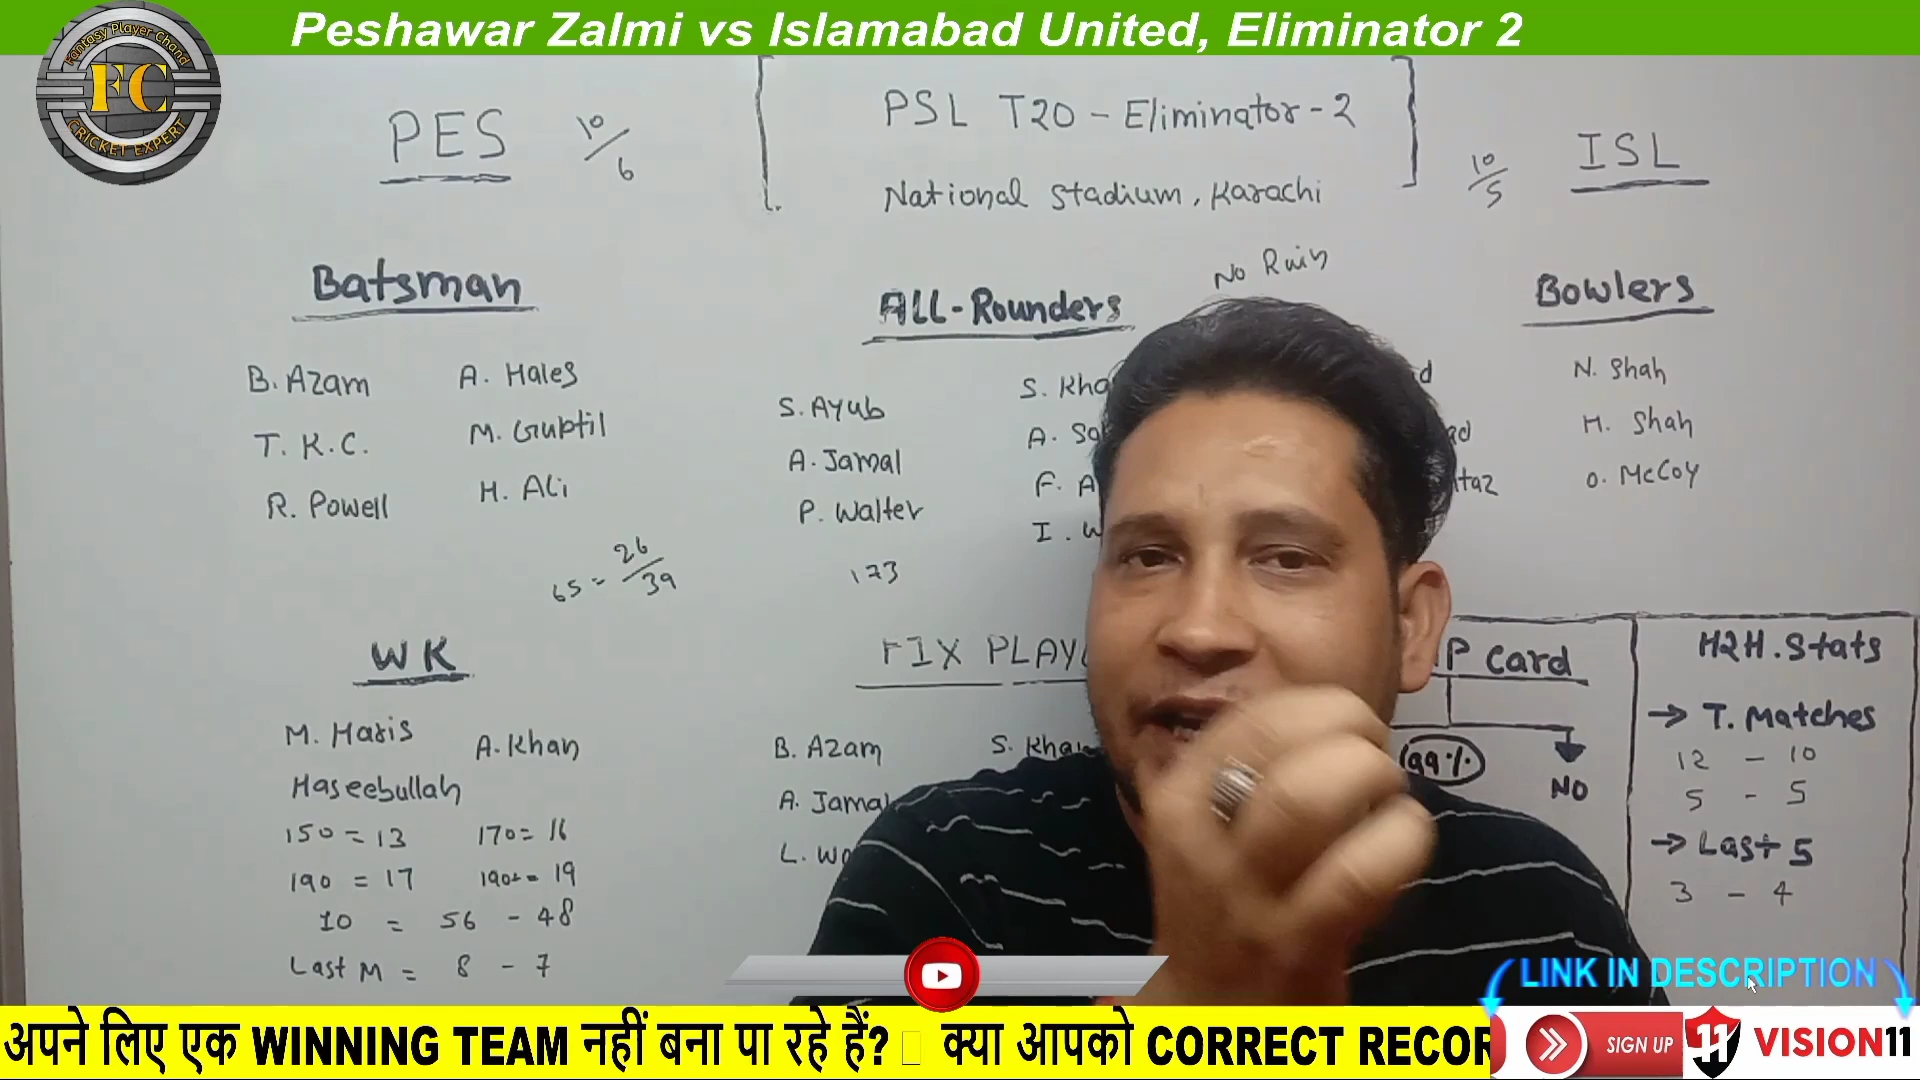 Peshawar Zalmi vs Islamabad United, Eliminator 2
Fantasy Player Chand
FC
CRICKET EXPERT
PES 10/6
PSL T20 - Eliminator - 2
National Stadium, Karachi
10/5 ISL
No Rain
Batsman
B. Azam A. Hales
T. K. C. M. Guptil
R. Powell H. Ali
65 = 26/39
ALL-Rounders
S. Ayub S. Kha
A. Jamal A. Sa
P. Walter F. A
I. W
173
Bowlers
N. Shah
H. Shah
O. McCoy
WK
M. Haris A. Khan
Haseebullah
150 = 13 170 = 16
190 = 17 190+ = 19
10 = 56 - 48
Last M = 8 - 7
FIX PLAY
B. Azam S. Khan
A. Jamal
L. Wo
P Card
99%
NO
H2H. Stats
→ T. Matches
12 - 10
5 - 5
→ Last 5
3 - 4
LINK IN DESCRIPTION
अपने लिए एक WINNING TEAM नहीं बना पा रहे हैं? क्या आपको CORRECT RECOR
SIGN UP
11 VISION11